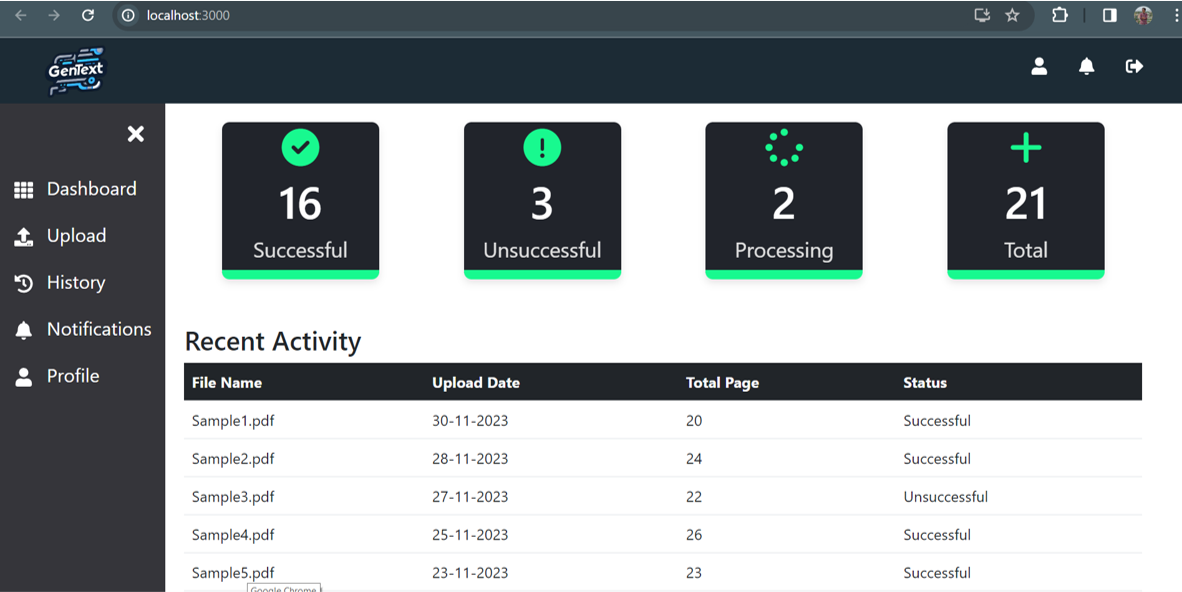 localhost:3000
GenText
Dashboard
Upload
History
Notifications
Profile
16
Successful
3
Unsuccessful
2
Processing
21
Total
Recent Activity
File Name Upload Date Total Page Status
Sample1.pdf 30-11-2023 20 Successful
Sample2.pdf 28-11-2023 24 Successful
Sample3.pdf 27-11-2023 22 Unsuccessful
Sample4.pdf 25-11-2023 26 Successful
Sample5.pdf 23-11-2023 23 Successful
Google Chrome